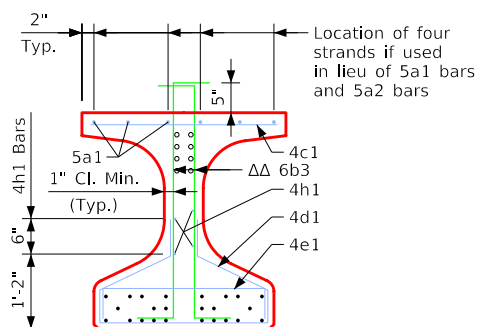 2"
Typ.
Location of four
strands if used
in lieu of 5a1 bars
and 5a2 bars
5"
4h1 Bars
5a1
4c1
1" Cl. Min.
(Typ.)
ΔΔ 6b3
4h1
6"
4d1
4e1
1'-2"